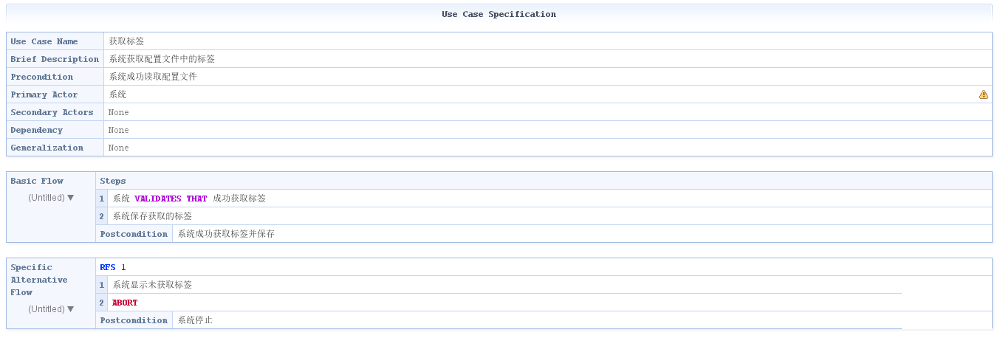 Use Case Specification
Use Case Name 获取标签
Brief Description 系统获取配置文件中的标签
Precondition 系统成功读取配置文件
Primary Actor 系统
Secondary Actors None
Dependency None
Generalization None
Basic Flow Steps
(Untitled) ▼
1 系统 VALIDATES THAT 成功获取标签
2 系统保存获取的标签
Postcondition 系统成功获取标签并保存
Specific Alternative Flow
(Untitled) ▼
RFS 1
1 系统显示未获取标签
2 ABORT
Postcondition 系统停止